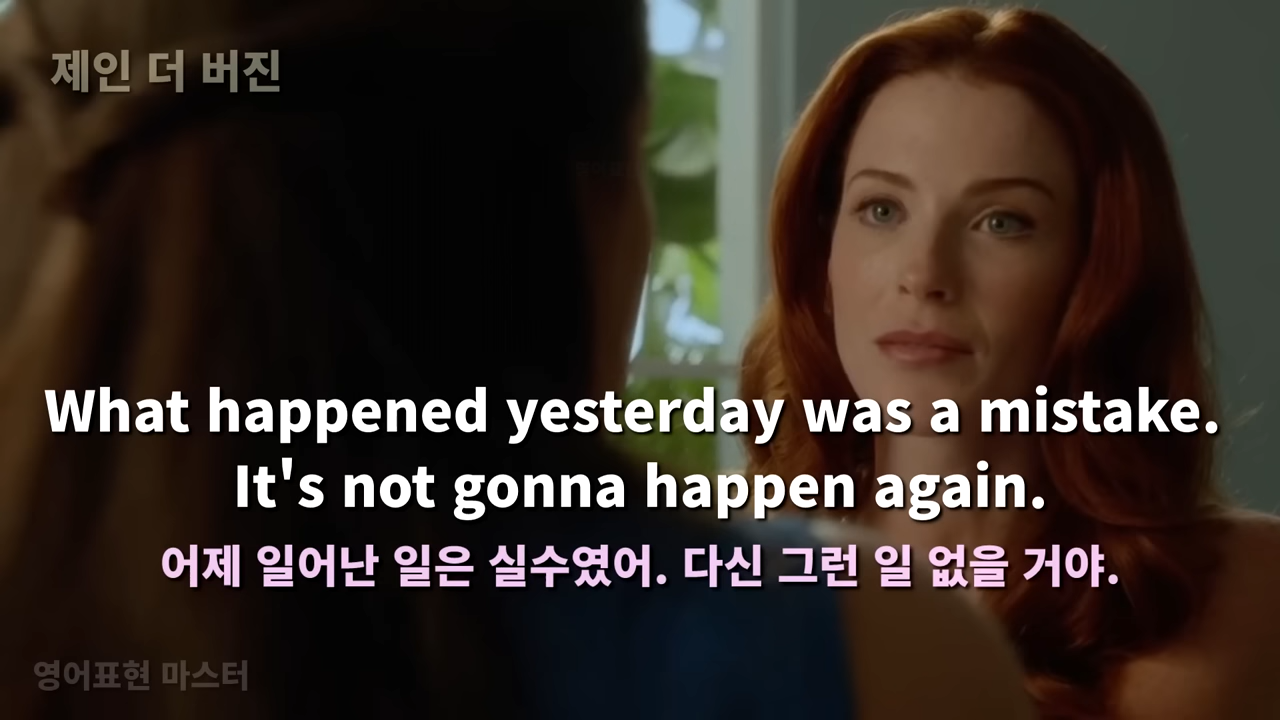 제인 더 버진
What happened yesterday was a mistake.
It's not gonna happen again.
어제 일어난 일은 실수였어. 다신 그런 일 없을 거야.
영어표현 마스터